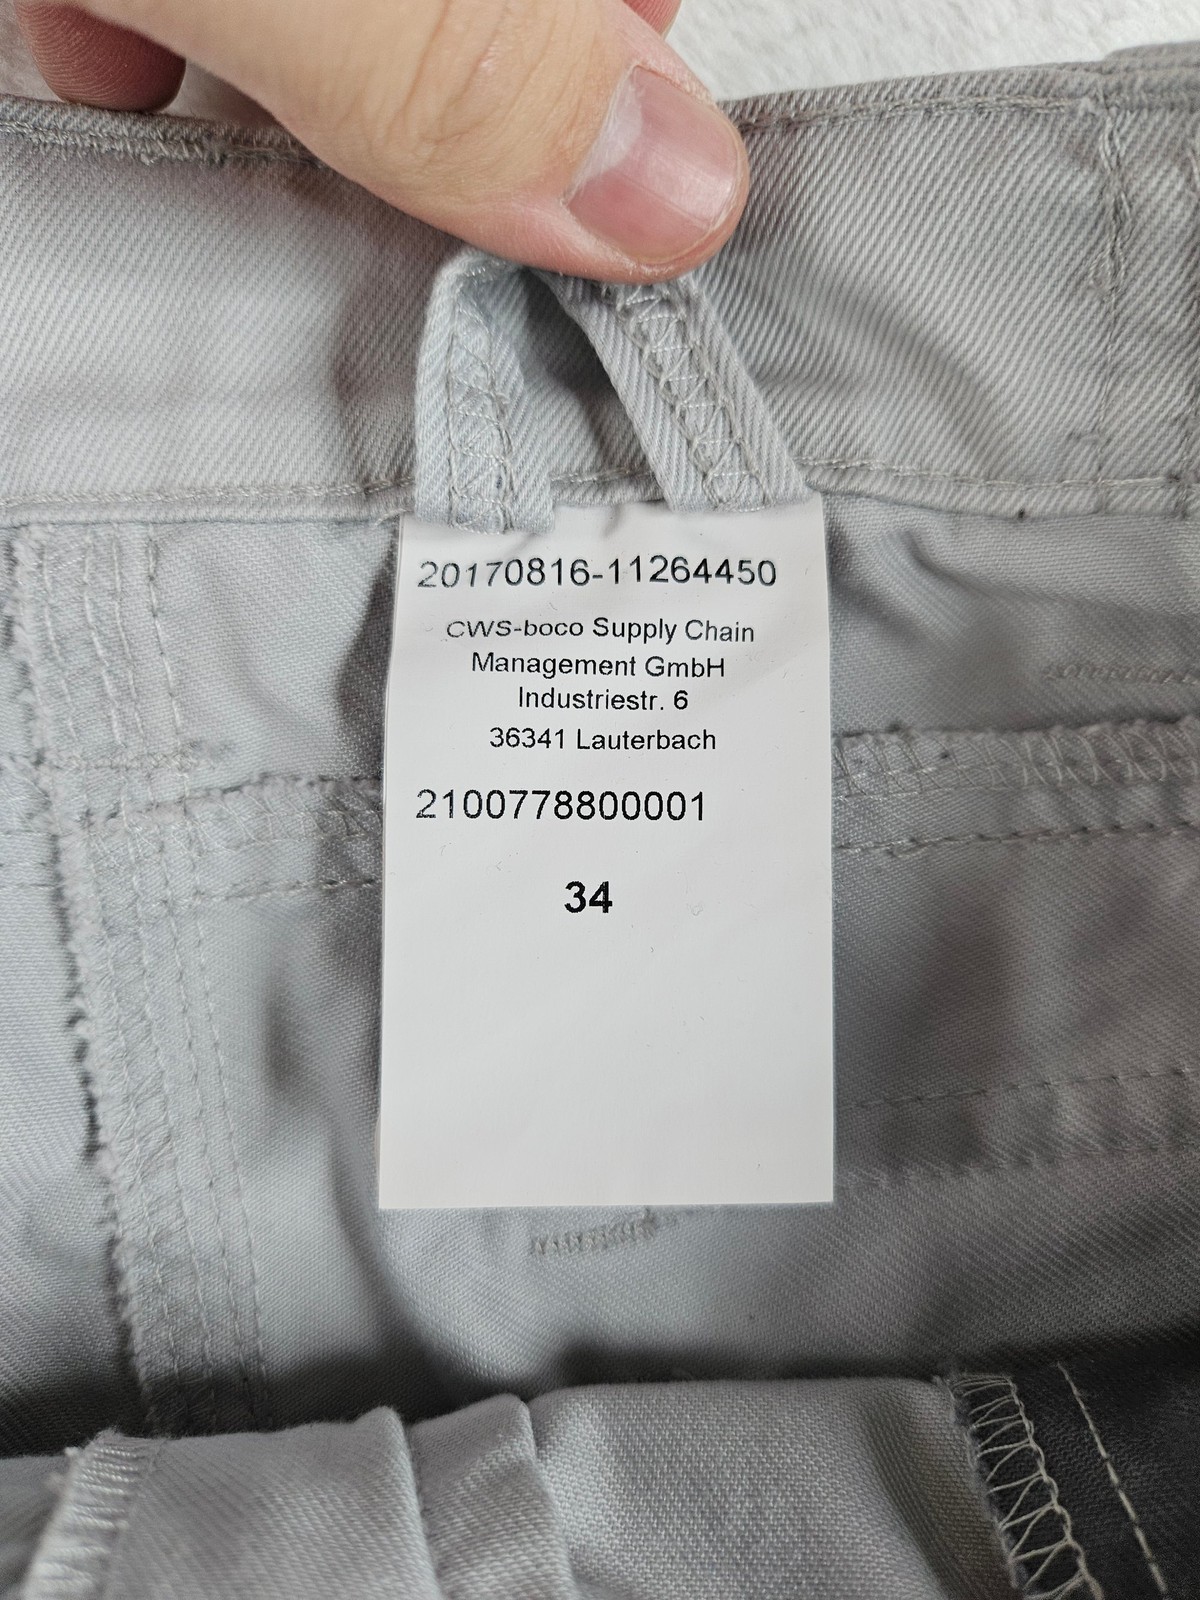 20170816-11264450
CWS-boco Supply Chain
Management GmbH
Industriestr. 6
36341 Lauterbach
2100778800001
34